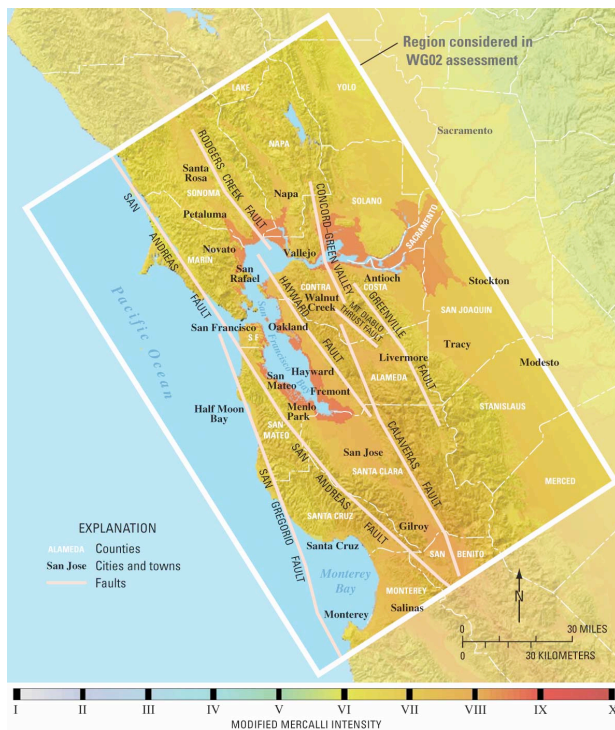 Region considered in
WG02 assessment
LAKE
YOLO
Sacramento
NAPA
RODGERS CREEK FAULT
Santa
Rosa
SONOMA
Napa
CONCORD-GREEN VALLEY
SOLANO
SACRAMENTO
SAN ANDREAS FAULT
Petaluma
Novato
MARIN
Vallejo
San
Rafael
Antioch
CONTRA
COSTA
Stockton
Walnut
Creek
HAYWARD FAULT
MT DIABLO
THRUST FAULT
GREENVILLE FAULT
SAN JOAQUIN
Pacific Ocean
San Francisco
S F
Oakland
San Francisco Bay
Tracy
Livermore
Modesto
Hayward
ALAMEDA
San
Mateo
Fremont
STANISLAUS
Half Moon
Bay
Menlo
Park
SAN
MATEO
CALAVERAS FAULT
San Jose
SANTA CLARA
MERCED
SAN ANDREAS FAULT
SAN GREGORIO FAULT
SANTA CRUZ
Gilroy
Santa Cruz
SAN BENITO
Monterey
Bay
MONTEREY
Monterey
Salinas
EXPLANATION
ALAMEDA Counties
San Jose Cities and towns
Faults
N
0 30 MILES
0 30 KILOMETERS
I II III IV V VI VII VIII IX X
MODIFIED MERCALLI INTENSITY